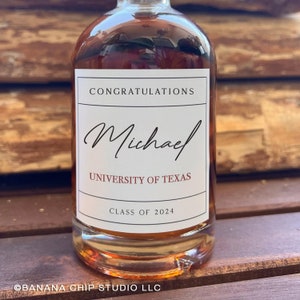 CONGRATULATIONS
Michael
UNIVERSITY OF TEXAS
CLASS OF 2024
©BANANA CHIP STUDIO LLC